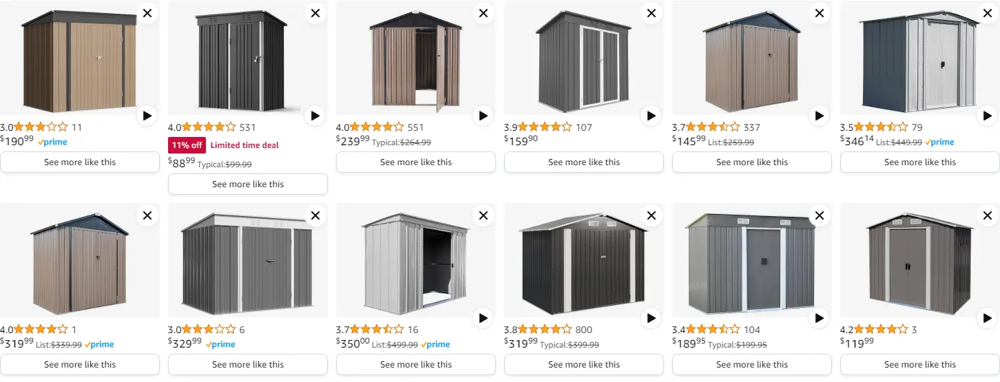 3.0 11
$190.99 prime
See more like this
4.0 531
11% off Limited time deal
$88.99 Typical: $99.99
See more like this
4.0 551
$239.99 Typical: $264.99
See more like this
3.9 107
$159.90
See more like this
3.7 337
$145.99 List: $259.99
See more like this
3.5 79
$346.14 List: $449.99 prime
See more like this
4.0 1
$319.99 List: $339.99 prime
See more like this
3.0 6
$329.99 prime
See more like this
3.7 16
$350.00 List: $499.99 prime
See more like this
3.8 800
$319.99 Typical: $399.99
See more like this
3.4 104
$189.95 Typical: $199.95
See more like this
4.2 3
$119.99
See more like this